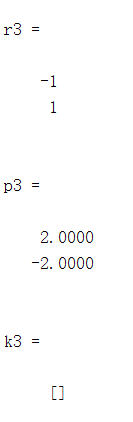 r3 =
-1
1
p3 =
2.0000
-2.0000
k3 =
[]